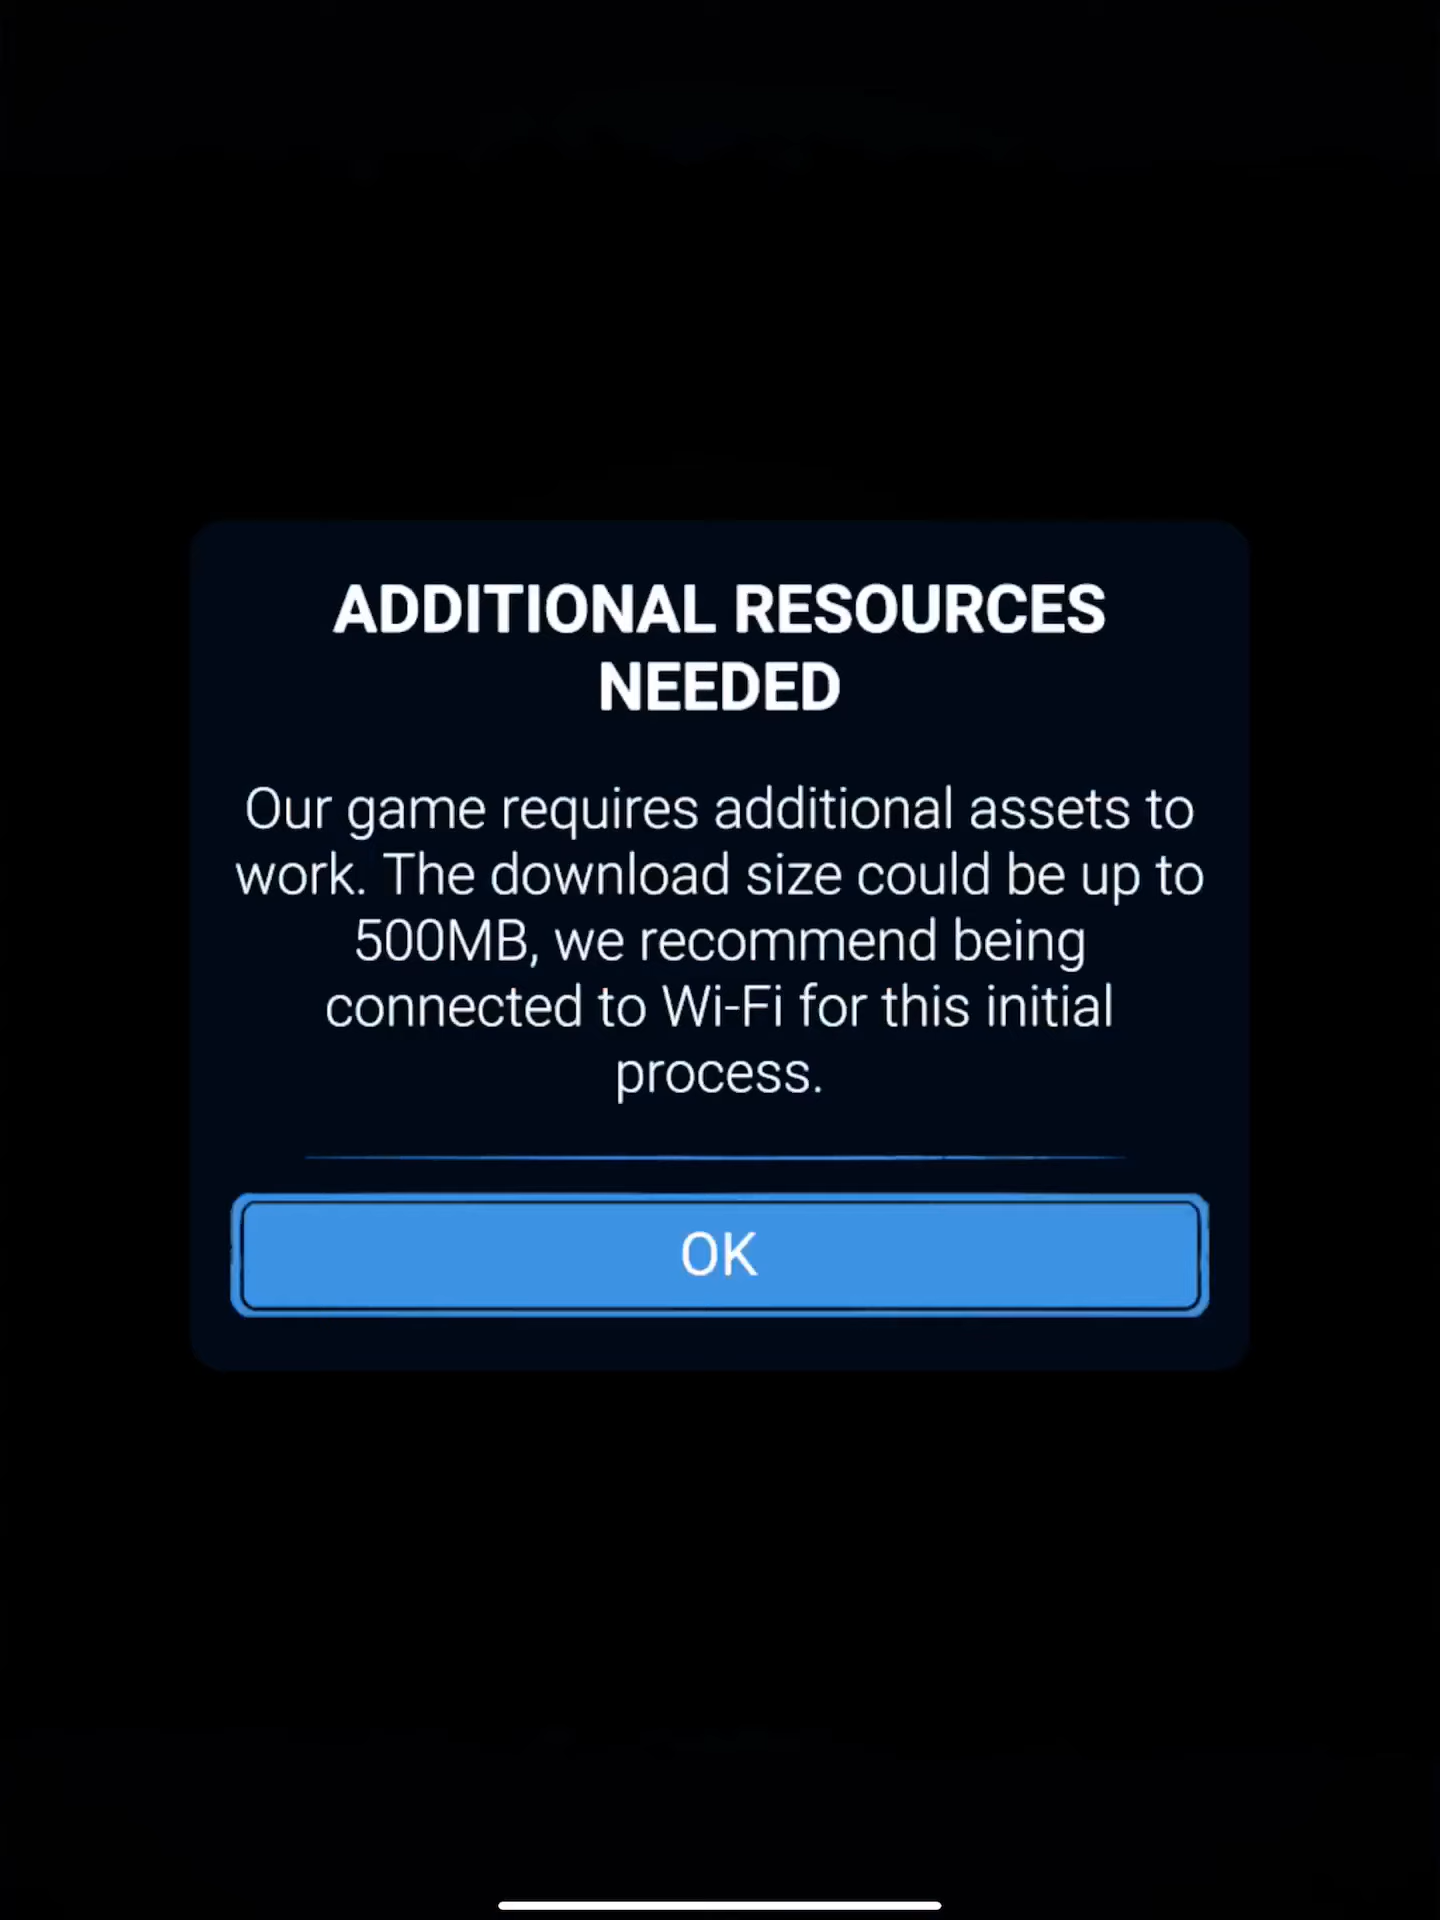 ADDITIONAL RESOURCES
NEEDED
Our game requires additional assets to
work. The download size could be up to
500MB, we recommend being
connected to Wi-Fi for this initial
process.
OK